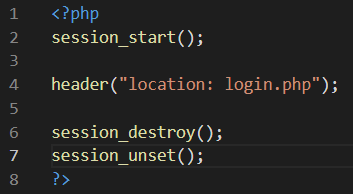 1 <?php
2 session_start();
3
4 header("location: login.php");
5
6 session_destroy();
7 session_unset();
8 ?>